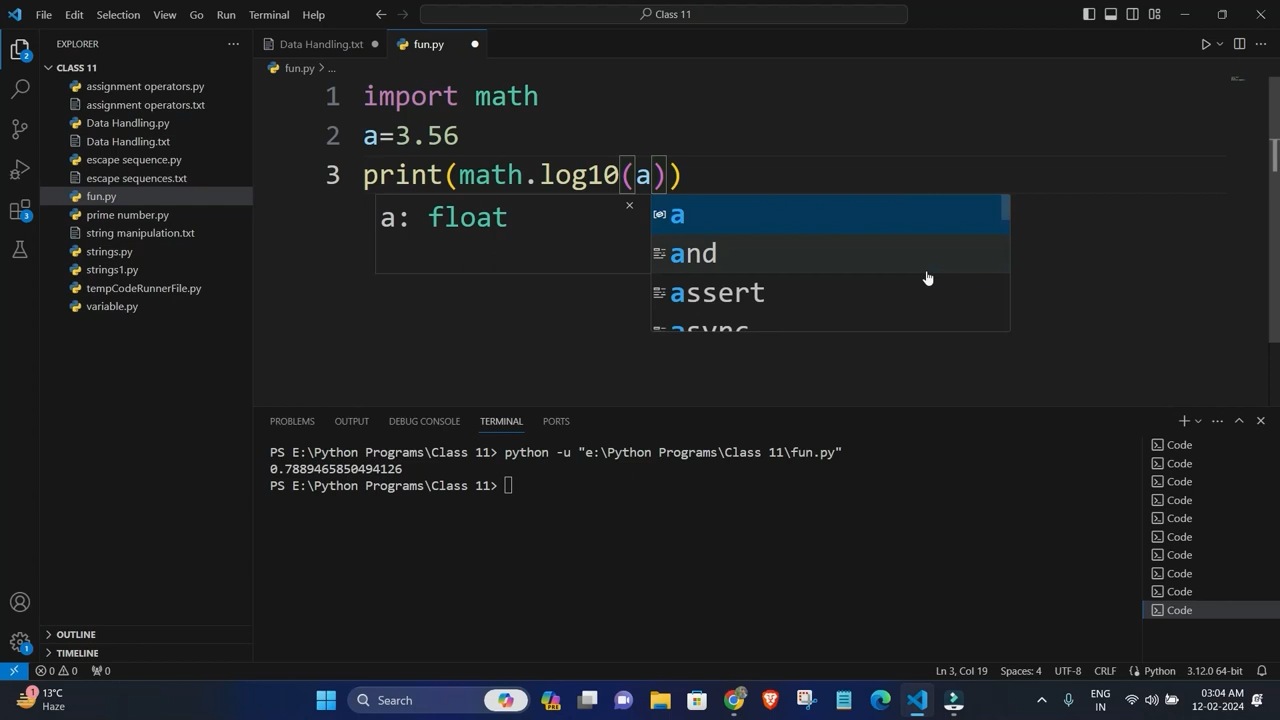 File Edit Selection View Go Run Terminal Help
Class 11
EXPLORER
CLASS 11
assignment operators.py
assignment operators.txt
Data Handling.py
Data Handling.txt
escape sequence.py
escape sequences.txt
fun.py
prime number.py
string manipulation.txt
strings.py
strings1.py
tempCodeRunnerFile.py
variable.py
OUTLINE
TIMELINE
2
3
1
Data Handling.txt
fun.py
fun.py > ...
1 import math
2 a=3.56
3 print(math.log10(a))
a: float
a
and
assert
async
PROBLEMS OUTPUT DEBUG CONSOLE TERMINAL PORTS
PS E:\Python Programs\Class 11> python -u "e:\Python Programs\Class 11\fun.py"
0.7889465850494126
PS E:\Python Programs\Class 11>
Code
Code
Code
Code
Code
Code
Code
Code
Code
Code
0 0 0
Ln 3, Col 19 Spaces: 4 UTF-8 CRLF Python 3.12.0 64-bit
1
13°C
Haze
Search
PRE
ENG
IN
03:04 AM
12-02-2024